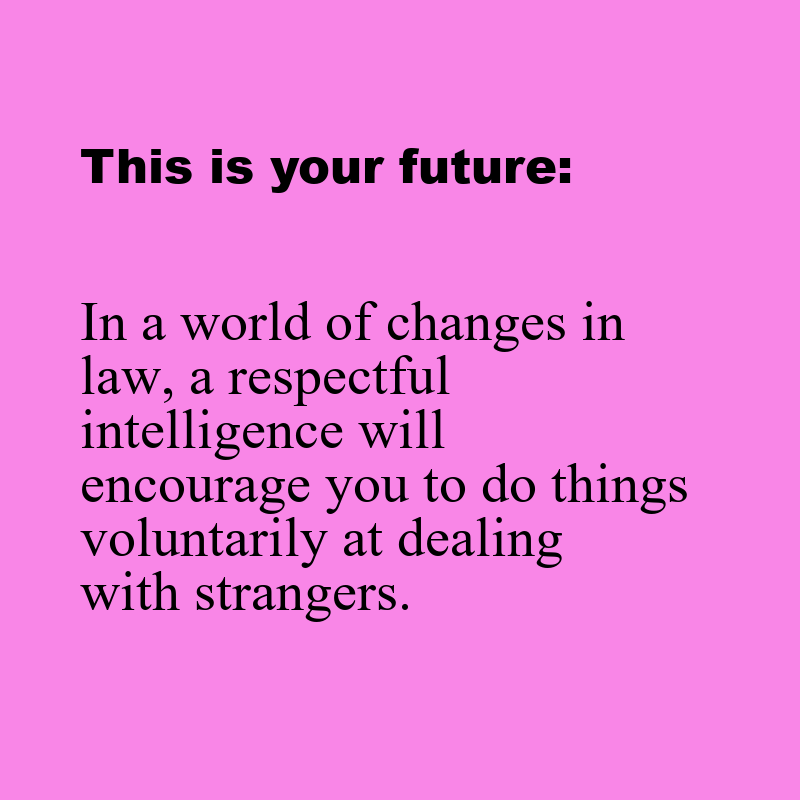 This is your future:
In a world of changes in
law, a respectful
intelligence will
encourage you to do things
voluntarily at dealing
with strangers.